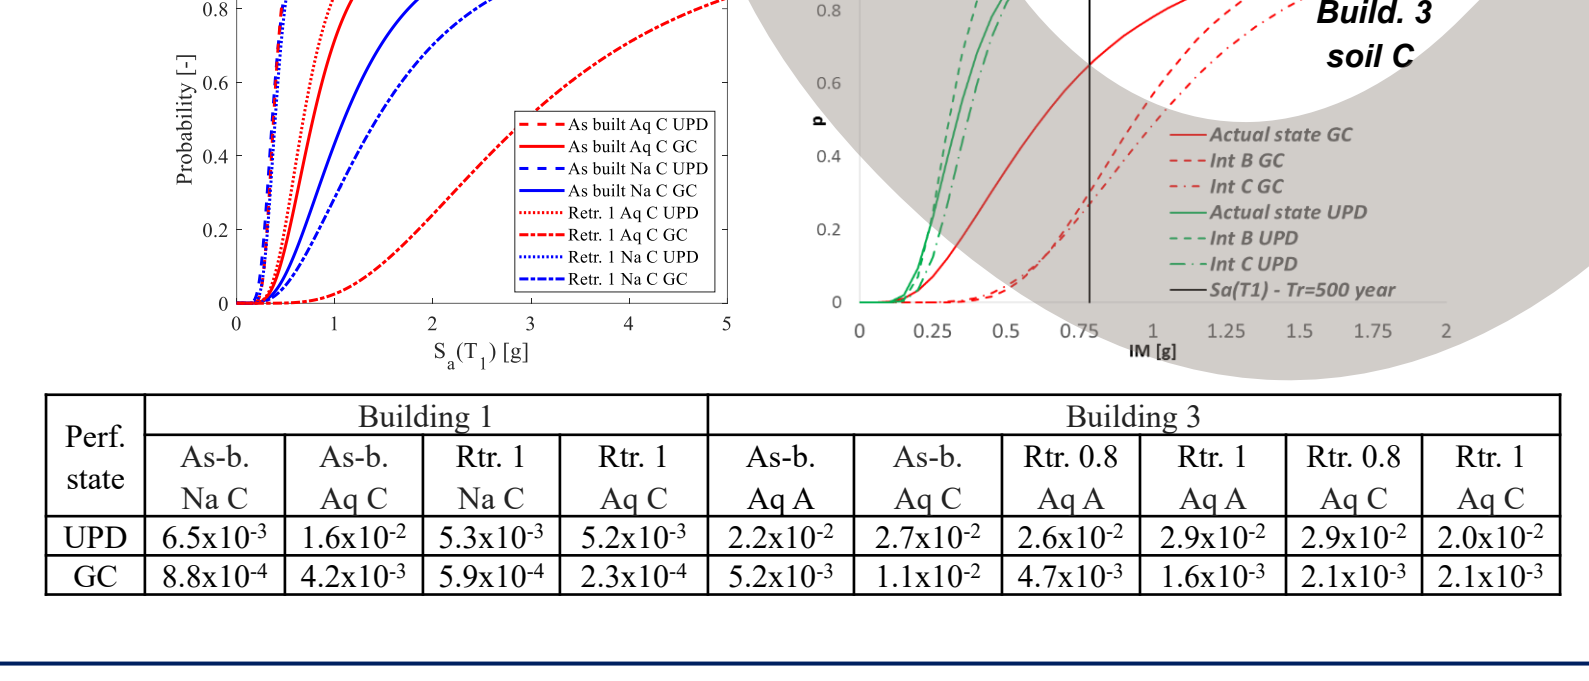 0.8
0.6
0.4
0.2
0
Probability [-]
0 1 2 3 4 5
Sa(T1) [g]
As built Aq C UPD
As built Aq C GC
As built Na C UPD
As built Na C GC
Retr. 1 Aq C UPD
Retr. 1 Aq C GC
Retr. 1 Na C UPD
Retr. 1 Na C GC
Build. 3
soil C
0.8
0.6
0.4
0.2
0
p
0 0.25 0.5 0.75 1 1.25 1.5 1.75 2
IM [g]
Actual state GC
Int B GC
Int C GC
Actual state UPD
Int B UPD
Int C UPD
Sa(T1) - Tr=500 year
Perf. state Building 1 Building 3
As-b. As-b. Rtr. 1 Rtr. 1 As-b. As-b. Rtr. 0.8 Rtr. 1 Rtr. 0.8 Rtr. 1
Na C Aq C Na C Aq C Aq A Aq C Aq A Aq A Aq C Aq C
UPD 6.5x10-3 1.6x10-2 5.3x10-3 5.2x10-3 2.2x10-2 2.7x10-2 2.6x10-2 2.9x10-2 2.9x10-2 2.0x10-2
GC 8.8x10-4 4.2x10-3 5.9x10-4 2.3x10-4 5.2x10-3 1.1x10-2 4.7x10-3 1.6x10-3 2.1x10-3 2.1x10-3